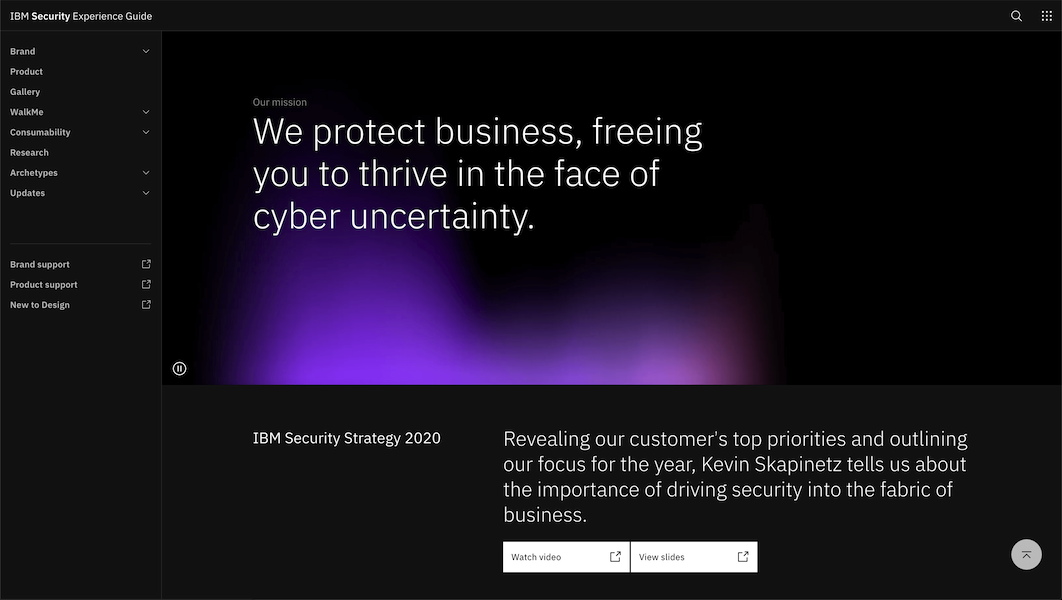 IBM Security Experience Guide
Brand
Product
Gallery
WalkMe
Consumability
Research
Archetypes
Updates
Brand support
Product support
New to Design
Our mission
We protect business, freeing
you to thrive in the face of
cyber uncertainty.
IBM Security Strategy 2020
Revealing our customer's top priorities and outlining
our focus for the year, Kevin Skapinetz tells us about
the importance of driving security into the fabric of
business.
Watch video
View slides